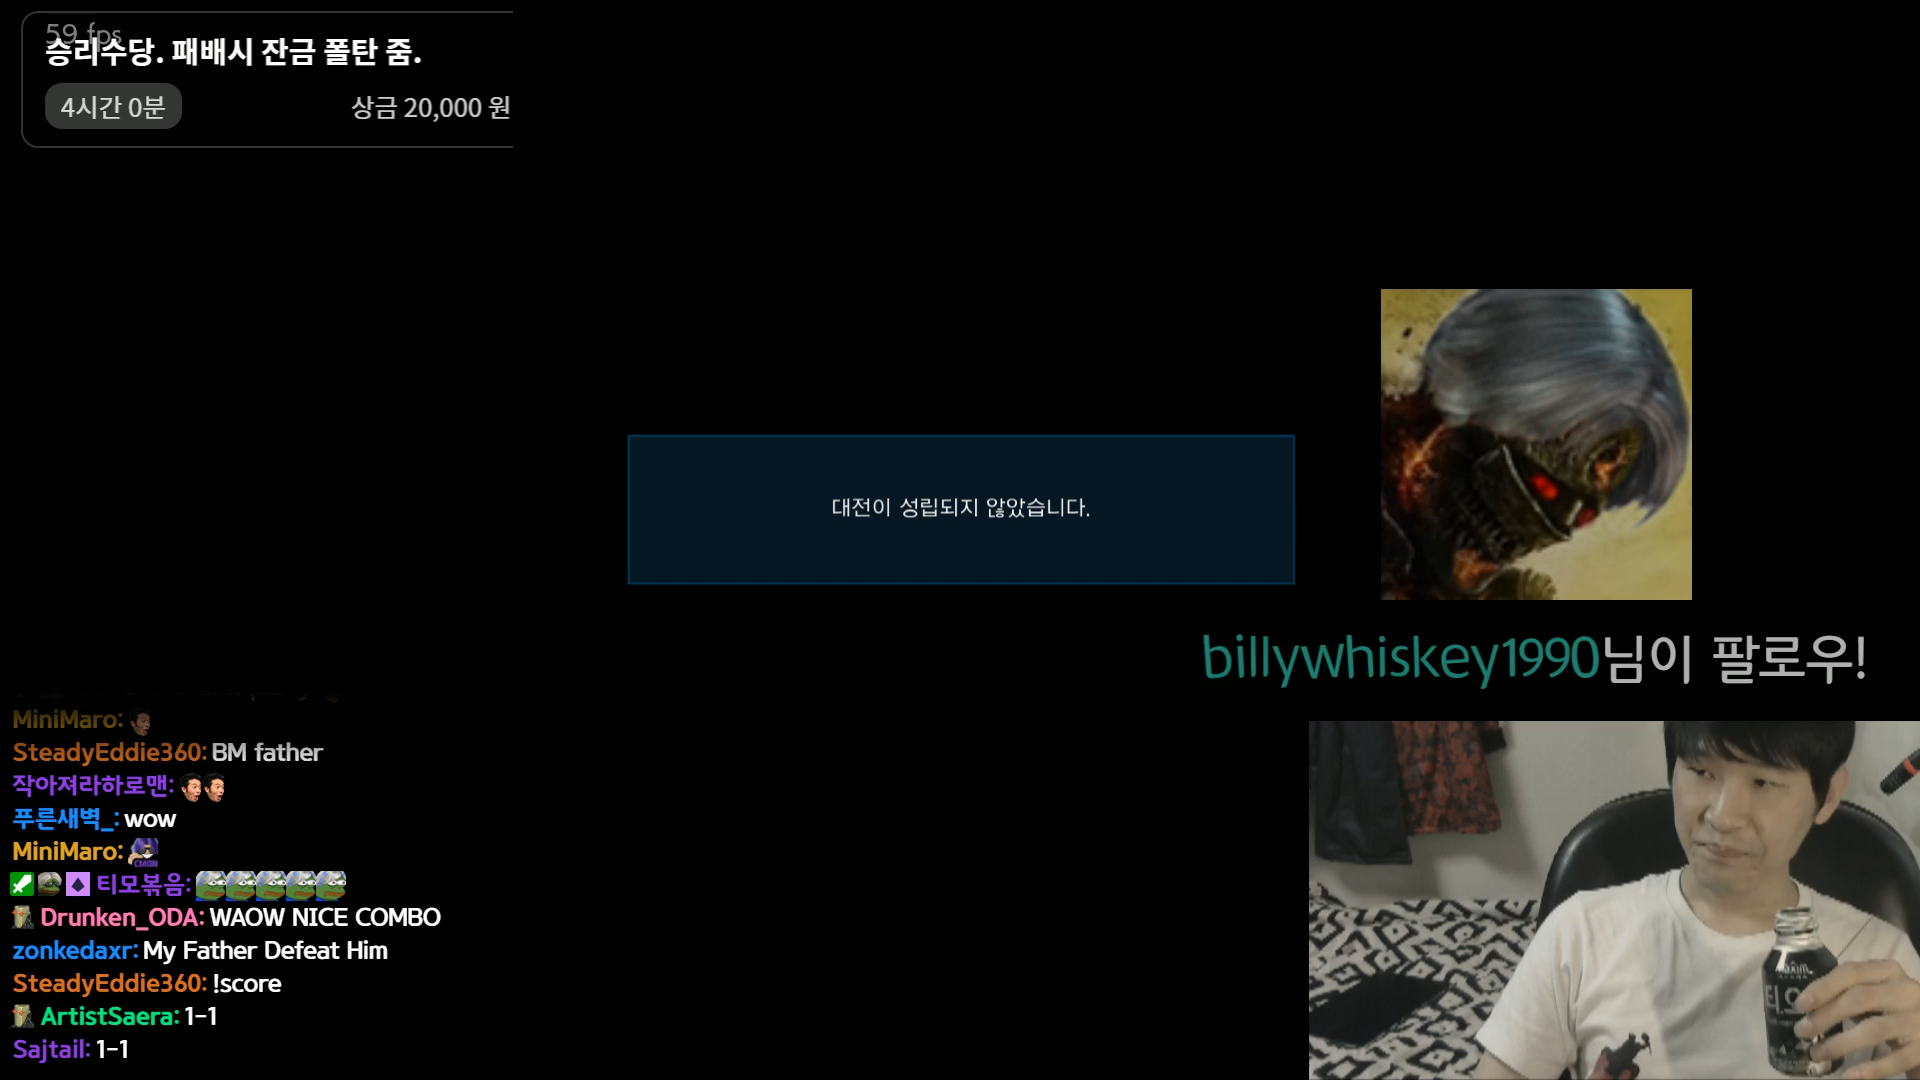 59 fps
승리수당. 패배시 잔금 폴탄 줌.
4시간 0분
상금 20,000 원
대전이 성립되지 않았습니다.
billywhiskey1990님이 팔로우!
MiniMaro:
SteadyEddie360: BM father
작아져라하로맨:
푸른새벽_: wow
MiniMaro:
CMON
티모볶음:
Drunken_ODA: WAOW NICE COMBO
zonkedaxr: My Father Defeat Him
SteadyEddie360: !score
ArtistSaera: 1-1
Sajtail: 1-1
Maxim